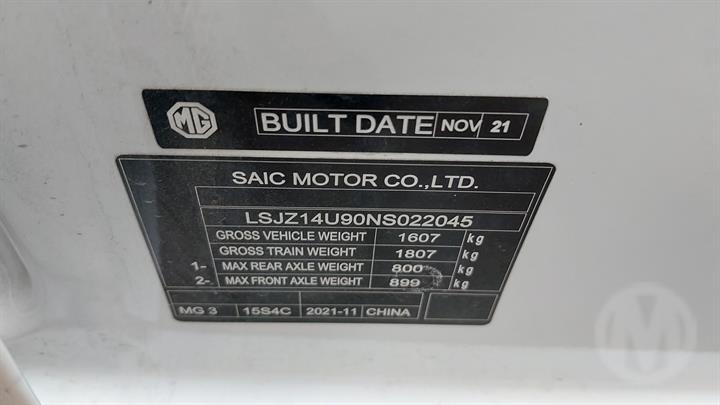 MG BUILT DATE NOV 21
SAIC MOTOR CO.,LTD.
LSJZ14U90NS022045
GROSS VEHICLE WEIGHT 1607 kg
GROSS TRAIN WEIGHT 1807 kg
1- MAX REAR AXLE WEIGHT 800 kg
2- MAX FRONT AXLE WEIGHT 899 kg
MG 3 15S4C 2021-11 CHINA
M